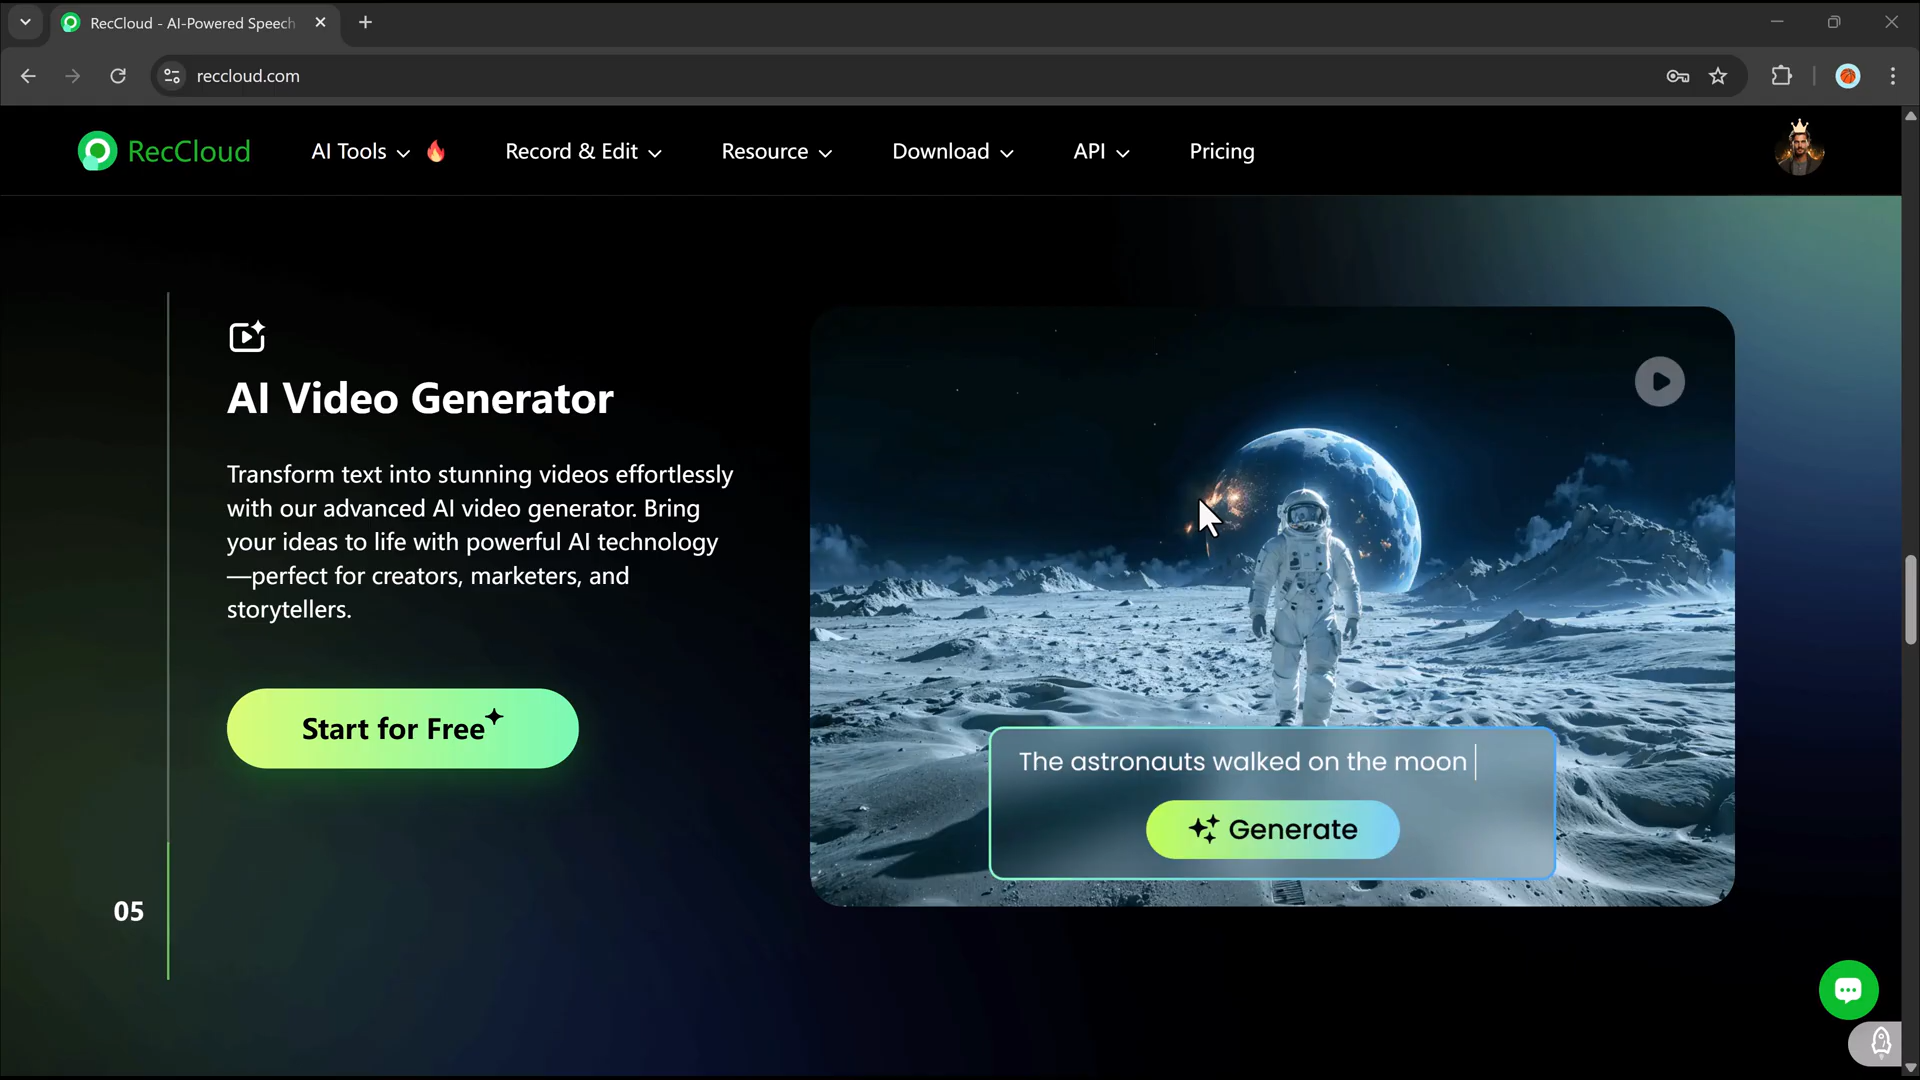 RecCloud - AI-Powered Speech
reccloud.com
RecCloud
AI Tools
Record & Edit
Resource
Download
API
Pricing
AI Video Generator
Transform text into stunning videos effortlessly
with our advanced AI video generator. Bring
your ideas to life with powerful AI technology
—perfect for creators, marketers, and
storytellers.
Start for Free
The astronauts walked on the moon
Generate
05